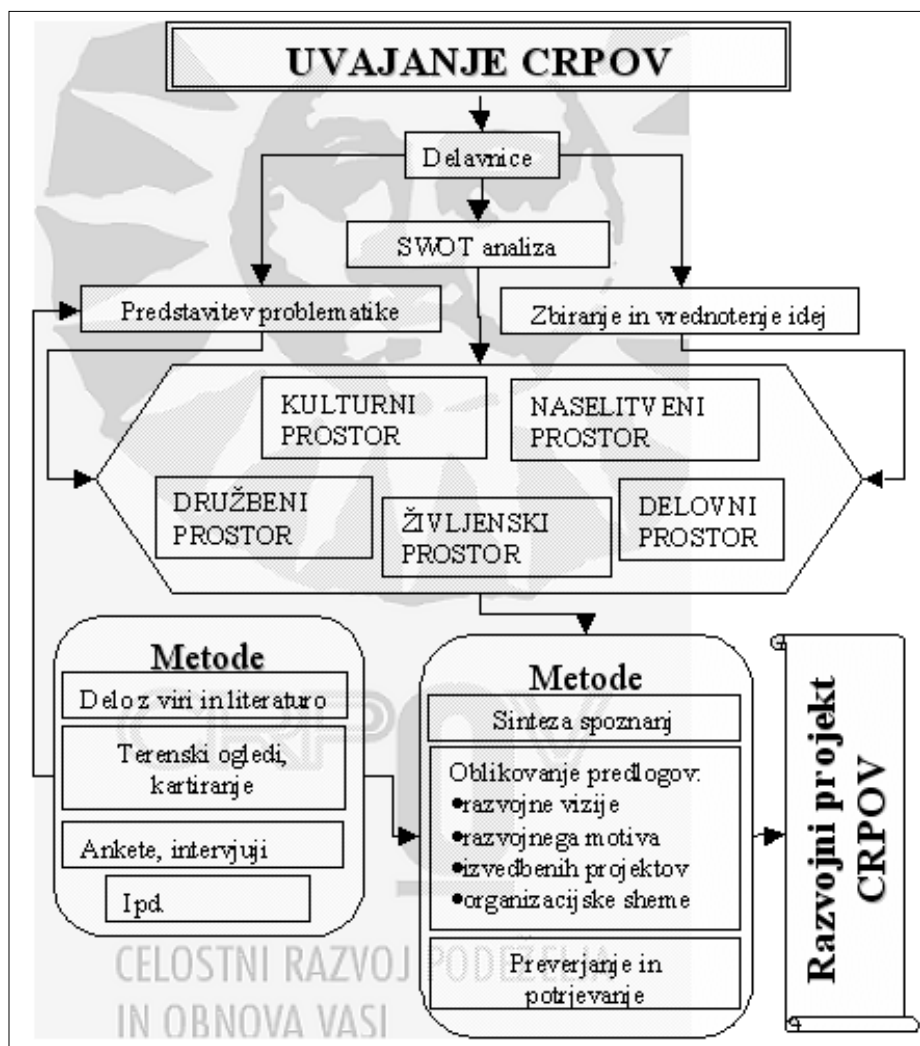 UVAJANJE CRPOV
Delavnice
SWOT analiza
Predstavitev problematike
Zbiranje in vrednotenje idej
KULTURNI
PROSTOR
NASELITVENI
PROSTOR
DRUŽBENI
PROSTOR
ŽIVLJENSKI
PROSTOR
DELOVNI
PROSTOR
Metode
Delo z viri in literaturo
Terenski ogledi,
kartiranje
Ankete, intervjuji
Ipd.
Metode
Sinteza spoznanj
Oblikovanje predlogov:
•razvojne vizije
•razvojnega motiva
•izvedbenih projektov
•organizacijske sheme
Preverjanje in
potrjevanje
Razvojni projekt
CRPOV
CRPOV
CELOSTNI RAZVOJ PODEŽELJA
IN OBNOVA VASI